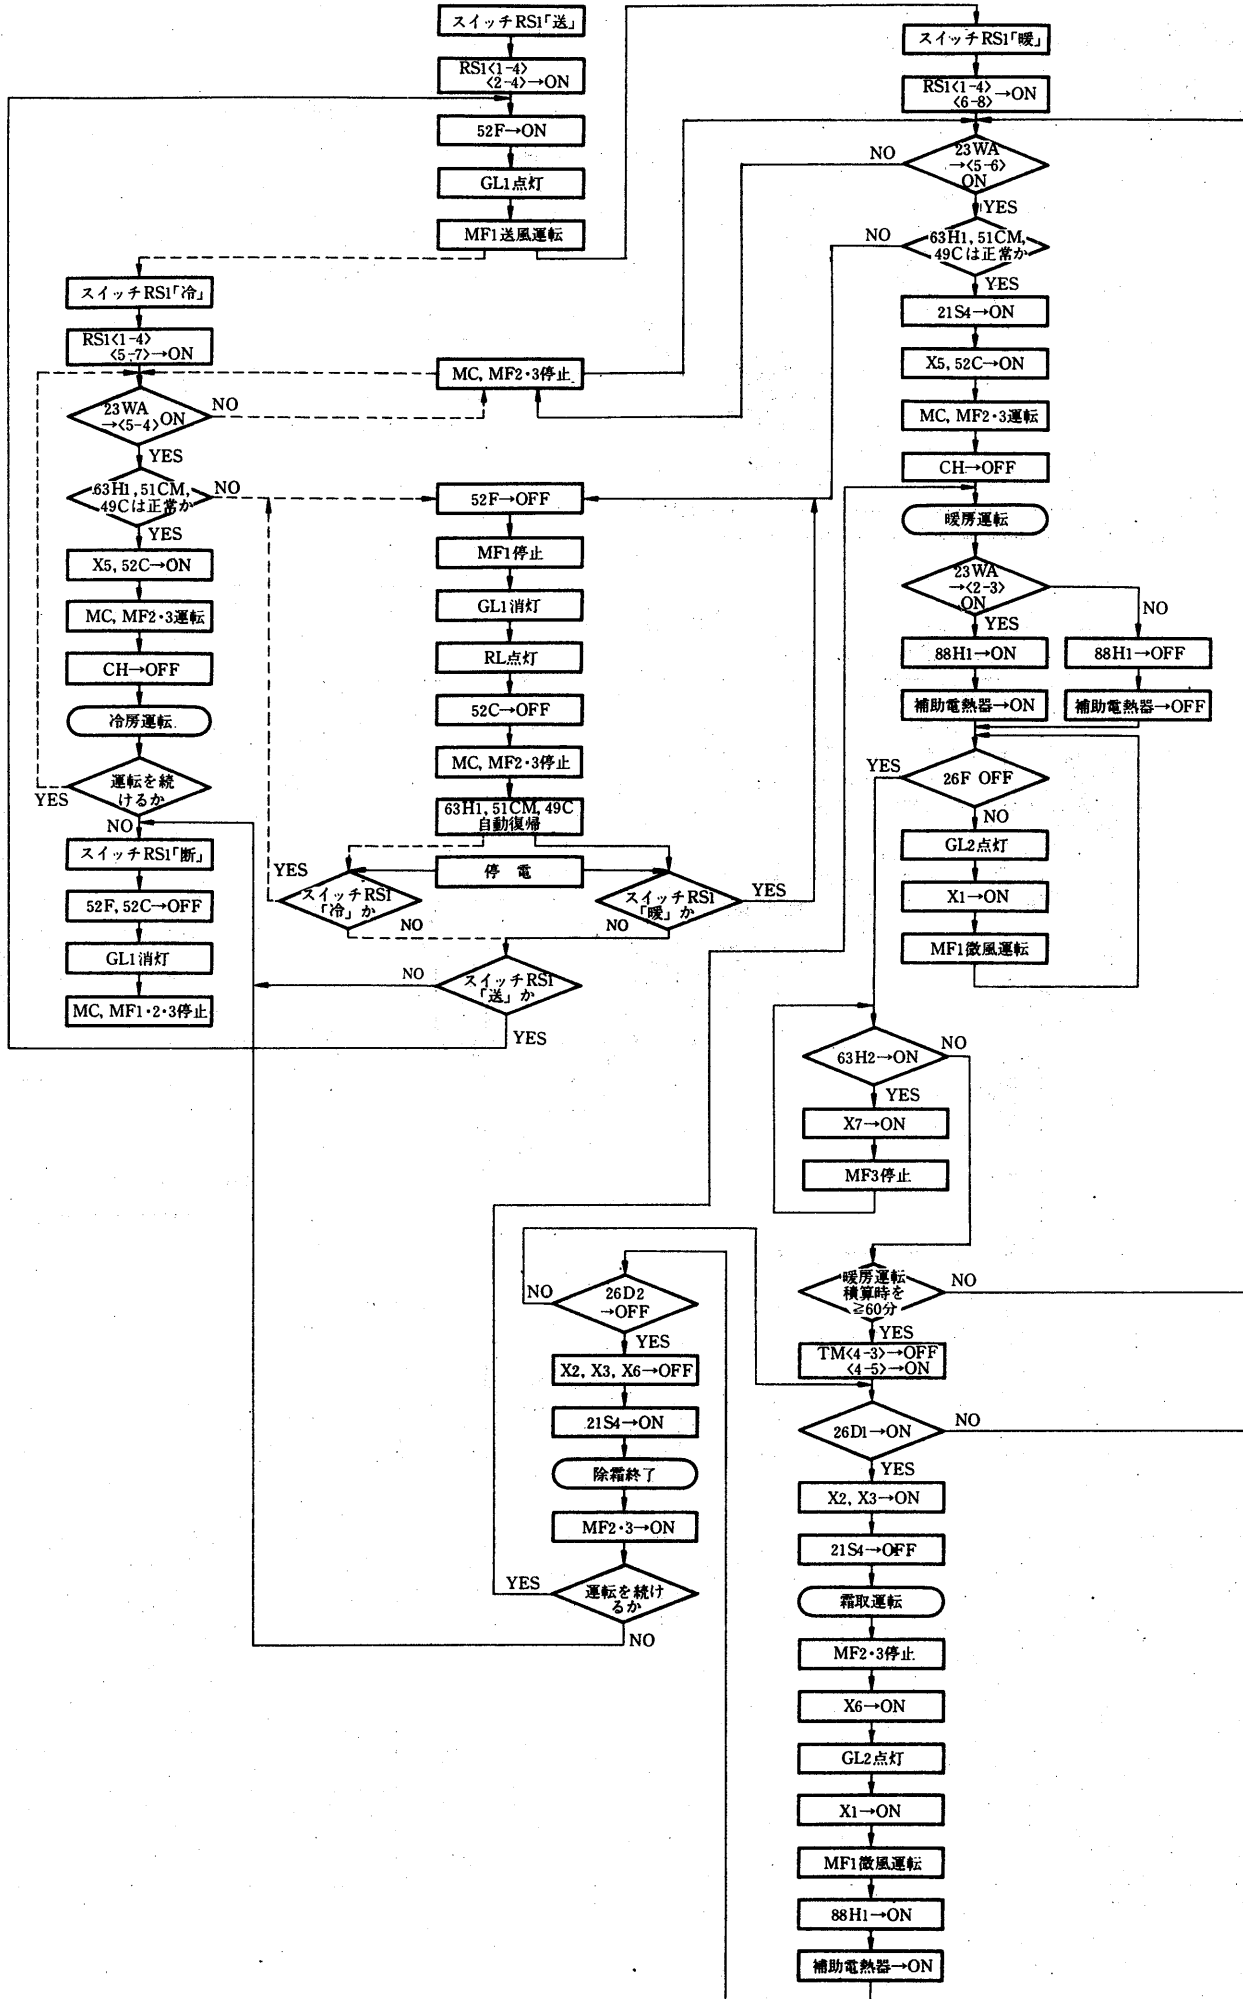 スイッチRS1「送」
RS1<1-4>
<2-4>→ON
52F→ON
GL1点灯
MF1送風運転
スイッチRS1「冷」
RS1<1-4>
<5-7>→ON
23WA
→<5-4>ON
NO
YES
63H1, 51CM,
49Cは正常か
NO
YES
X5, 52C→ON
MC, MF2・3運転
CH→OFF
冷房運転
運転を続
けるか
YES
NO
スイッチRS1「断」
52F, 52C→OFF
GL1消灯
MC, MF1・2・3停止
MC, MF2・3停止
52F→OFF
MF1停止
GL1消灯
RL点灯
52C→OFF
MC, MF2・3停止
63H1, 51CM, 49C
自動復帰
停 電
YES
スイッチRS1
「冷」か
NO
スイッチRS1
「暖」か
YES
NO
スイッチRS1
「送」か
NO
YES
スイッチRS1「暖」
RS1<1-4>
<6-8>→ON
23WA
→<5-6>
ON
NO
YES
63H1, 51CM,
49Cは正常か
NO
YES
21S4→ON
X5, 52C→ON
MC, MF2・3運転
CH→OFF
暖房運転
23WA
→<2-3>
ON
NO
YES
88H1→ON
88H1→OFF
補助電熱器→ON
補助電熱器→OFF
26F OFF
YES
NO
GL2点灯
X1→ON
MF1微風運転
63H2→ON
NO
YES
X7→ON
MF3停止
暖房運転
積算時を
≧60分
NO
YES
TM<4-3>→OFF
<4-5>→ON
26D1→ON
NO
YES
X2, X3→ON
21S4→OFF
霜取運転
MF2・3停止
X6→ON
GL2点灯
X1→ON
MF1微風運転
88H1→ON
補助電熱器→ON
26D2
→OFF
NO
YES
X2, X3, X6→OFF
21S4→ON
除霜終了
MF2・3→ON
運転を続け
るか
YES
NO